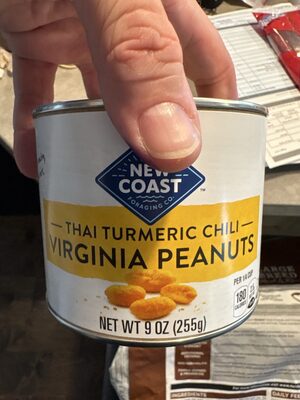 NEW
COAST
FORAGING CO.
THAI TURMERIC CHILI
VIRGINIA PEANUTS
PER 1/4 CUP
180
CALORIES
NET WT 9 OZ (255g)
INGREDIENTS